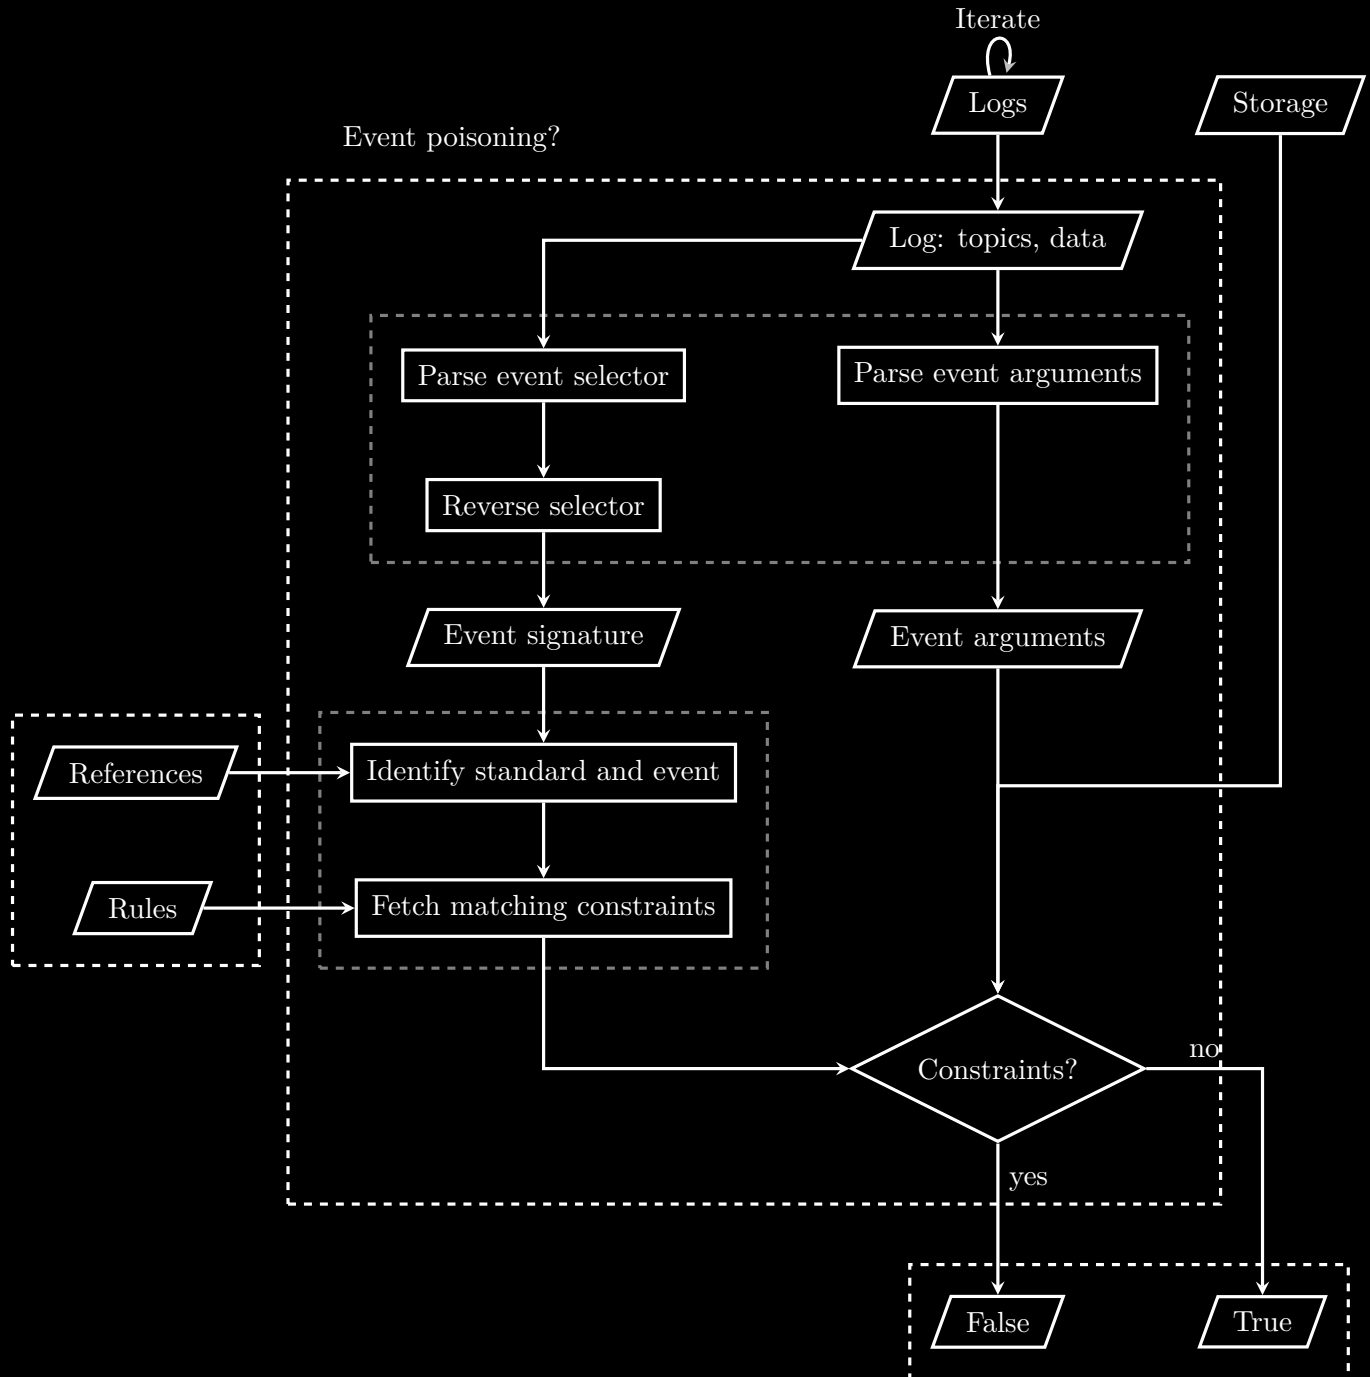 Iterate
Logs
Storage
Event poisoning?
Log: topics, data
Parse event selector
Parse event arguments
Reverse selector
Event signature
Event arguments
References
Identify standard and event
Rules
Fetch matching constraints
Constraints?
no
yes
False
True